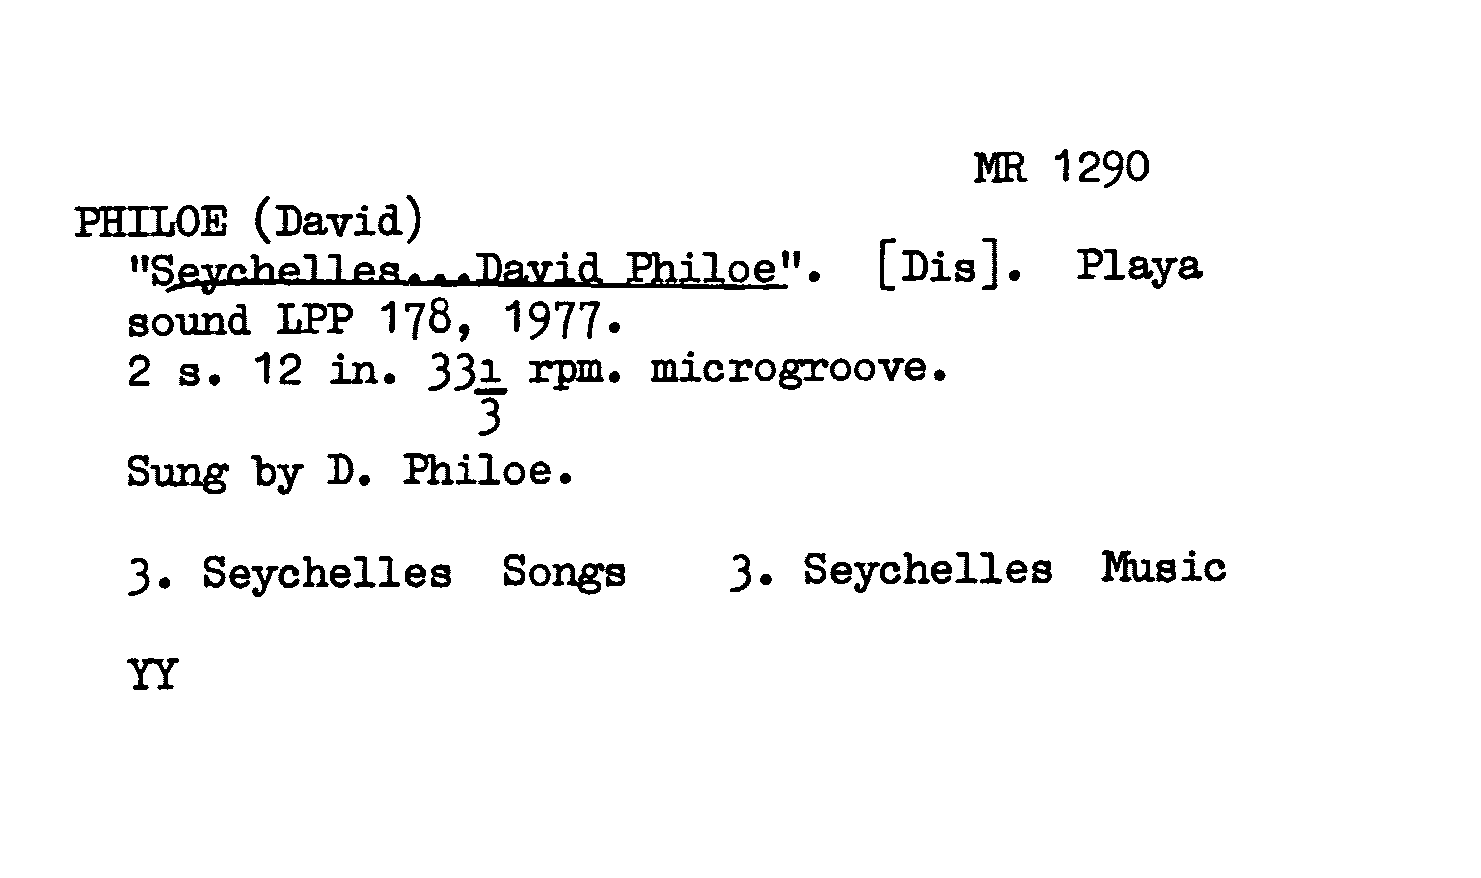 MR 1290
PHILOE (David)
"Seychelles...David Philoe". [Dis]. Playa
sound LPP 178, 1977.
2 s. 12 in. 33 1/3 rpm. microgroove.
Sung by D. Philoe.
3. Seychelles Songs 3. Seychelles Music
YY